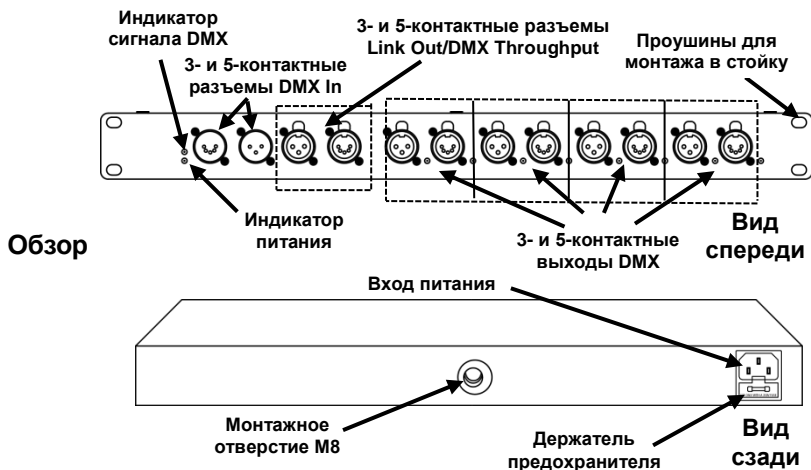 Индикатор
сигнала DMX
3- и 5-контактные
разъемы DMX In
3- и 5-контактные разъемы
Link Out/DMX Throughput
Проушины для
монтажа в стойку
Индикатор
питания
3- и 5-контактные
выходы DMX
Вид
спереди
Обзор
Вход питания
Монтажное
отверстие M8
Держатель
предохранителя
Вид
сзади